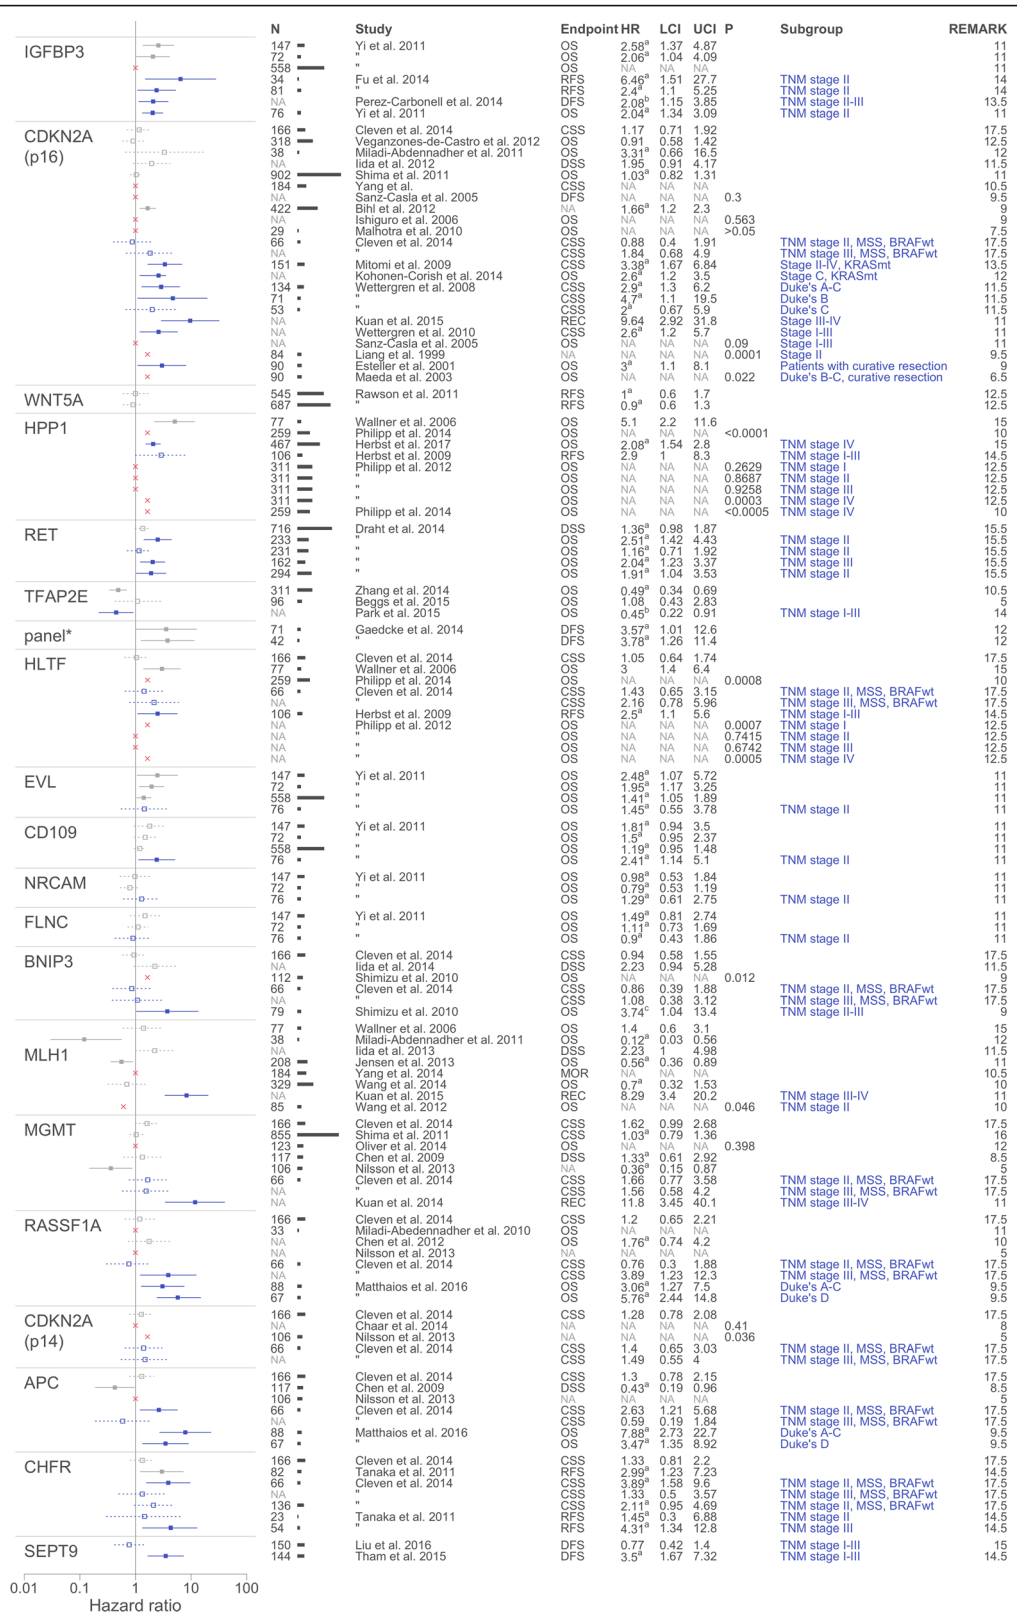 N Study Endpoint HR LCI UCI P Subgroup REMARK
IGFBP3
147 Yi et al. 2011 OS 2.58a 1.37 4.87 11
72 " OS 2.06a 1.04 4.09 11
558 " OS NA NA NA 11
34 Fu et al. 2014 RFS 6.46a 1.51 27.7 TNM stage II 14
81 " RFS 2.4a 1.1 5.25 TNM stage II 14
NA Perez-Carbonell et al. 2014 DFS 2.08b 1.15 3.85 TNM stage II-III 13.5
76 Yi et al. 2011 OS 2.04a 1.34 3.09 TNM stage II 11
CDKN2A
(p16)
166 Cleven et al. 2014 CSS 1.17 0.71 1.92 17.5
318 Veganzones-de-Castro et al. 2012 OS 0.91 0.58 1.42 12.5
38 Miladi-Abdennadher et al. 2011 OS 3.31a 0.66 16.5 12
NA Iida et al. 2012 DSS 1.95 0.91 4.17 11.5
902 Shima et al. 2011 OS 1.03a 0.82 1.31 11
184 Yang et al. CSS NA NA NA 10.5
NA Sanz-Casla et al. 2005 DFS NA NA NA 0.3 9.5
422 Bihl et al. 2012 NA 1.66a 1.2 2.3 9
NA Ishiguro et al. 2006 OS NA NA NA 0.563 9
29 Malhotra et al. 2010 OS NA NA NA >0.05 7.5
66 Cleven et al. 2014 CSS 0.88 0.4 1.91 TNM stage II, MSS, BRAFwt 17.5
NA " CSS 1.84 0.68 4.9 TNM stage III, MSS, BRAFwt 17.5
151 Mitomi et al. 2009 CSS 3.38a 1.67 6.84 Stage II-IV, KRASmt 13.5
NA Kohonen-Corish et al. 2014 OS 2.6a 1.2 3.5 Stage C, KRASmt 12
134 Wettergren et al. 2008 CSS 2.9a 1.3 6.2 Duke's A-C 11.5
71 " CSS 4.7a 1.1 19.5 Duke's B 11.5
53 " CSS 2a 0.67 5.9 Duke's C 11.5
NA Kuan et al. 2015 REC 9.64 2.92 31.8 Stage III-IV 11
NA Wettergren et al. 2010 CSS 2.6a 1.2 5.7 Stage I-III 11
NA Sanz-Casla et al. 2005 OS NA NA NA 0.09 Stage I-III 11
84 Liang et al. 1999 NA NA NA NA 0.0001 Stage II 9.5
90 Esteller et al. 2001 OS 3a 1.1 8.1 Patients with curative resection 9
90 Maeda et al. 2003 OS NA NA NA 0.022 Duke's B-C, curative resection 6.5
WNT5A
545 Rawson et al. 2011 RFS 1a 0.6 1.7 12.5
687 " RFS 0.9a 0.6 1.3 12.5
HPP1
77 Wallner et al. 2006 OS 5.1 2.2 11.6 15
259 Philipp et al. 2014 OS NA NA NA <0.0001 10
467 Herbst et al. 2017 OS 2.08a 1.54 2.8 TNM stage IV 15
106 Herbst et al. 2009 RFS 2.9 1 8.3 TNM stage I-III 14.5
311 Philipp et al. 2012 OS NA NA NA 0.2629 TNM stage I 12.5
311 " OS NA NA NA 0.8687 TNM stage II 12.5
311 " OS NA NA NA 0.9258 TNM stage III 12.5
311 " OS NA NA NA 0.0003 TNM stage IV 12.5
259 Philipp et al. 2014 OS NA NA NA <0.0005 TNM stage IV 10
RET
716 Draht et al. 2014 DSS 1.36a 0.98 1.87 15.5
233 " OS 2.51a 1.42 4.43 TNM stage II 15.5
231 " OS 1.16a 0.71 1.92 TNM stage II 15.5
162 " OS 2.04a 1.23 3.37 TNM stage III 15.5
294 " OS 1.91a 1.04 3.53 TNM stage II 15.5
TFAP2E
311 Zhang et al. 2014 OS 0.49a 0.34 0.69 10.5
96 Beggs et al. 2015 OS 1.08 0.43 2.83 5
NA Park et al. 2015 OS 0.45b 0.22 0.91 TNM stage I-III 14
panel*
71 Gaedcke et al. 2014 DFS 3.57a 1.01 12.6 12
42 " DFS 3.78a 1.26 11.4 12
HLTF
166 Cleven et al. 2014 CSS 1.05 0.64 1.74 17.5
77 Wallner et al. 2006 OS 3 1.4 6.4 15
259 Philipp et al. 2014 OS NA NA NA 0.0008 10
66 Cleven et al. 2014 CSS 1.43 0.65 3.15 TNM stage II, MSS, BRAFwt 17.5
NA " CSS 2.16 0.78 5.96 TNM stage III, MSS, BRAFwt 17.5
106 Herbst et al. 2009 RFS 2.5a 1.1 5.6 TNM stage I-III 14.5
NA Philipp et al. 2012 OS NA NA NA 0.0007 TNM stage I 12.5
NA " OS NA NA NA 0.7415 TNM stage II 12.5
NA " OS NA NA NA 0.6742 TNM stage III 12.5
NA " OS NA NA NA 0.0005 TNM stage IV 12.5
EVL
147 Yi et al. 2011 OS 2.48a 1.07 5.72 11
72 " OS 1.95a 1.17 3.25 11
558 " OS 1.41a 1.05 1.89 11
76 " OS 1.45a 0.55 3.78 TNM stage II 11
CD109
147 Yi et al. 2011 OS 1.81a 0.94 3.5 11
72 " OS 1.5a 0.95 2.37 11
558 " OS 1.19a 0.95 1.48 11
76 " OS 2.41a 1.14 5.1 TNM stage II 11
NRCAM
147 Yi et al. 2011 OS 0.98a 0.53 1.84 11
72 " OS 0.79a 0.53 1.19 11
76 " OS 1.29a 0.61 2.75 TNM stage II 11
FLNC
147 Yi et al. 2011 OS 1.49a 0.81 2.74 11
72 " OS 1.11a 0.73 1.69 11
76 " OS 0.9a 0.43 1.86 TNM stage II 11
BNIP3
166 Cleven et al. 2014 CSS 0.94 0.58 1.55 17.5
NA Iida et al. 2014 DSS 2.23 0.94 5.28 11.5
112 Shimizu et al. 2010 OS NA NA NA 0.012 9
66 Cleven et al. 2014 CSS 0.86 0.39 1.88 TNM stage II, MSS, BRAFwt 17.5
NA " CSS 1.08 0.38 3.12 TNM stage III, MSS, BRAFwt 17.5
79 Shimizu et al. 2010 OS 3.74c 1.04 13.4 TNM stage II-III 9
MLH1
77 Wallner et al. 2006 OS 1.4 0.6 3.1 15
38 Miladi-Abdennadher et al. 2011 OS 0.12a 0.03 0.56 12
NA Iida et al. 2013 DSS 2.23 1 4.98 11.5
208 Jensen et al. 2013 OS 0.56a 0.36 0.89 11
184 Yang et al. 2014 MOR NA NA NA 10.5
329 Wang et al. 2014 OS 0.7a 0.32 1.53 10
NA Kuan et al. 2015 REC 8.29 3.4 20.2 TNM stage III-IV 11
85 Wang et al. 2012 OS NA NA NA 0.046 TNM stage II 10
MGMT
166 Cleven et al. 2014 CSS 1.62 0.99 2.68 17.5
855 Shima et al. 2011 OS 1.03a 0.79 1.36 16
123 Oliver et al. 2014 OS NA NA NA 0.398 12
117 Chen et al. 2009 DSS 1.33a 0.61 2.92 8.5
106 Nilsson et al. 2013 NA 0.36a 0.15 0.87 5
66 Cleven et al. 2014 CSS 1.66 0.77 3.58 TNM stage II, MSS, BRAFwt 17.5
NA " CSS 1.56 0.58 4.2 TNM stage III, MSS, BRAFwt 17.5
NA Kuan et al. 2014 REC 11.8 3.45 40.1 TNM stage III-IV 11
RASSF1A
166 Cleven et al. 2014 CSS 1.2 0.65 2.21 17.5
33 Miladi-Abedennadher et al. 2010 OS NA NA NA 11
NA Chen et al. 2012 OS 1.76a 0.74 4.2 10
NA Nilsson et al. 2013 NA NA NA NA 5
66 Cleven et al. 2014 CSS 0.76 0.3 1.88 TNM stage II, MSS, BRAFwt 17.5
NA " CSS 3.89 1.23 12.3 TNM stage III, MSS, BRAFwt 17.5
88 Matthaios et al. 2016 OS 3.06a 1.27 7.5 Duke's A-C 9.5
67 " OS 5.76a 2.44 14.8 Duke's D 9.5
CDKN2A
(p14)
166 Cleven et al. 2014 CSS 1.28 0.78 2.08 17.5
NA Chaar et al. 2014 NA NA NA NA 0.41 8
106 Nilsson et al. 2013 NA NA NA NA 0.036 5
66 Cleven et al. 2014 CSS 1.4 0.65 3.03 TNM stage II, MSS, BRAFwt 17.5
NA " CSS 1.49 0.55 4 TNM stage III, MSS, BRAFwt 17.5
APC
166 Cleven et al. 2014 CSS 1.3 0.78 2.15 17.5
117 Chen et al. 2009 DSS 0.43a 0.19 0.96 8.5
106 Nilsson et al. 2013 NA NA NA NA 5
66 Cleven et al. 2014 CSS 2.63 1.21 5.68 TNM stage II, MSS, BRAFwt 17.5
NA " CSS 0.59 0.19 1.84 TNM stage III, MSS, BRAFwt 17.5
88 Matthaios et al. 2016 OS 7.88a 2.73 22.7 Duke's A-C 9.5
67 " OS 3.47a 1.35 8.92 Duke's D 9.5
CHFR
166 Cleven et al. 2014 CSS 1.33 0.81 2.2 17.5
82 Tanaka et al. 2011 RFS 2.99a 1.23 7.23 14.5
66 Cleven et al. 2014 CSS 3.89a 1.58 9.6 TNM stage II, MSS, BRAFwt 17.5
NA " CSS 1.33 0.5 3.57 TNM stage III, MSS, BRAFwt 17.5
136 " CSS 2.11a 0.95 4.69 TNM stage II, MSS, BRAFwt 17.5
23 Tanaka et al. 2011 RFS 1.45a 0.3 6.88 TNM stage II 14.5
54 " RFS 4.31a 1.34 12.8 TNM stage III 14.5
SEPT9
150 Liu et al. 2016 DFS 0.77 0.42 1.4 TNM stage I-III 15
144 Tham et al. 2015 DFS 3.5a 1.67 7.32 TNM stage I-III 14.5
0.01 0.1 1 10 100
Hazard ratio